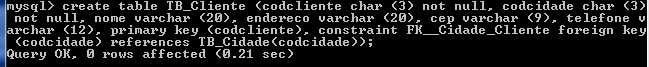 mysql> create table TB_Cliente (codcliente char (3) not null, codcidade char (3)
 not null, nome varchar (20), endereco varchar (20), cep varchar (9), telefone v
archar (12), primary key (codcliente), constraint FK__Cidade_Cliente foreign key
 (codcidade) references TB_Cidade(codcidade));
Query OK, 0 rows affected (0.21 sec)